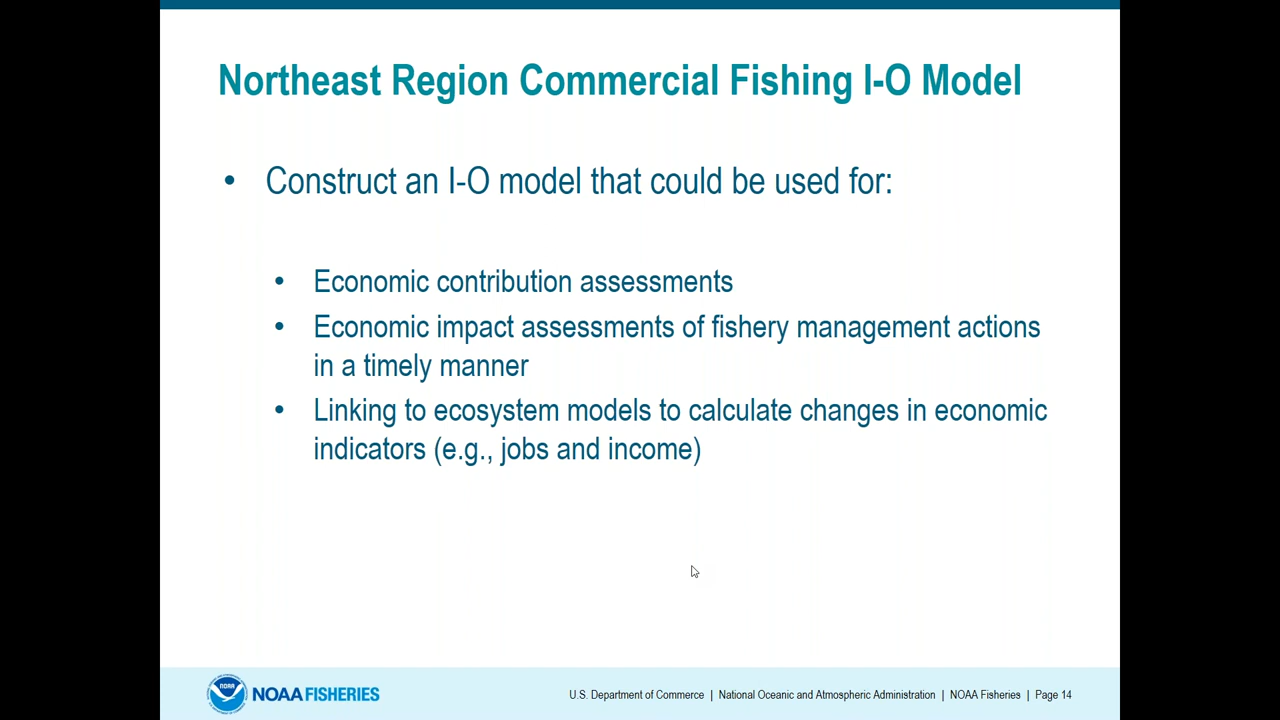 Northeast Region Commercial Fishing I-O Model
• Construct an I-O model that could be used for:
• Economic contribution assessments
• Economic impact assessments of fishery management actions
in a timely manner
• Linking to ecosystem models to calculate changes in economic
indicators (e.g., jobs and income)
NOAA
NOAA FISHERIES
U.S. Department of Commerce | National Oceanic and Atmospheric Administration | NOAA Fisheries | Page 14